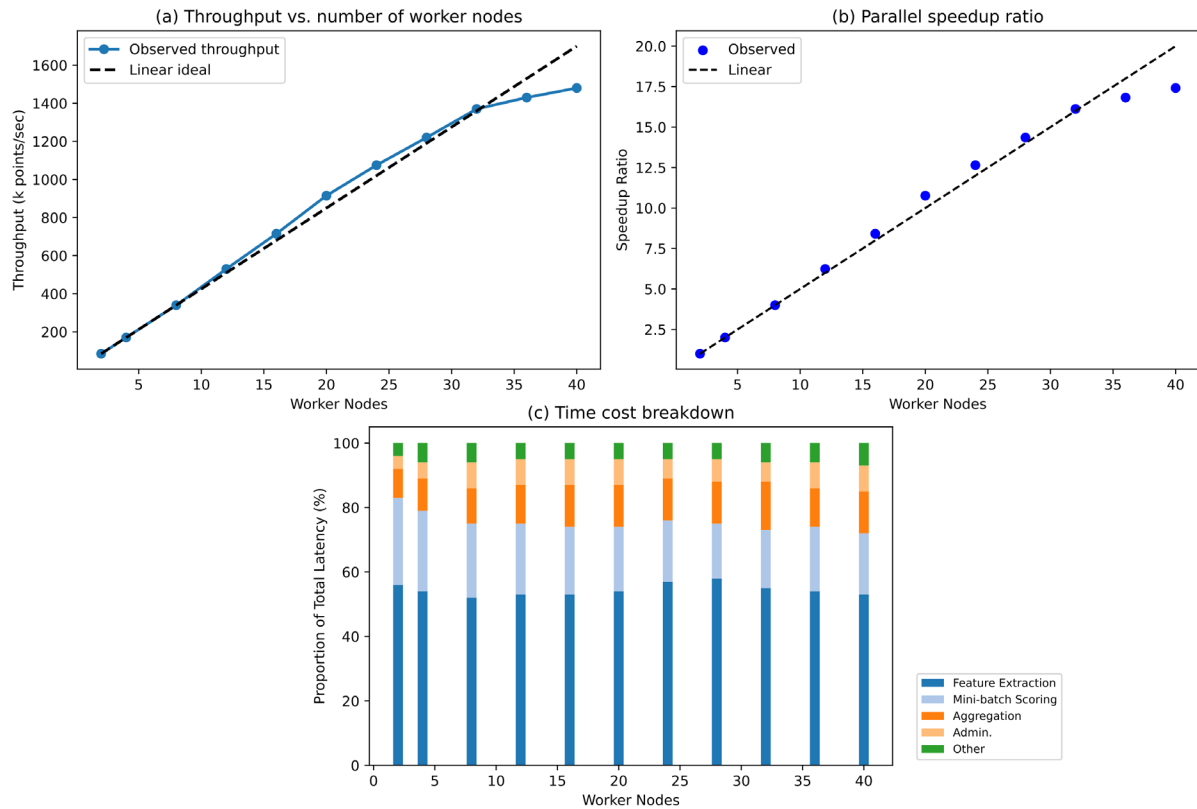 (a) Throughput vs. number of worker nodes
Throughput (k points/sec)
1600
1400
1200
1000
800
600
400
200
Observed throughput
Linear ideal
5 10 15 20 25 30 35 40
Worker Nodes
(b) Parallel speedup ratio
Speedup Ratio
20.0
17.5
15.0
12.5
10.0
7.5
5.0
2.5
Observed
Linear
5 10 15 20 25 30 35 40
Worker Nodes
(c) Time cost breakdown
Proportion of Total Latency (%)
100
80
60
40
20
0
0 5 10 15 20 25 30 35 40
Worker Nodes
Feature Extraction
Mini-batch Scoring
Aggregation
Admin.
Other